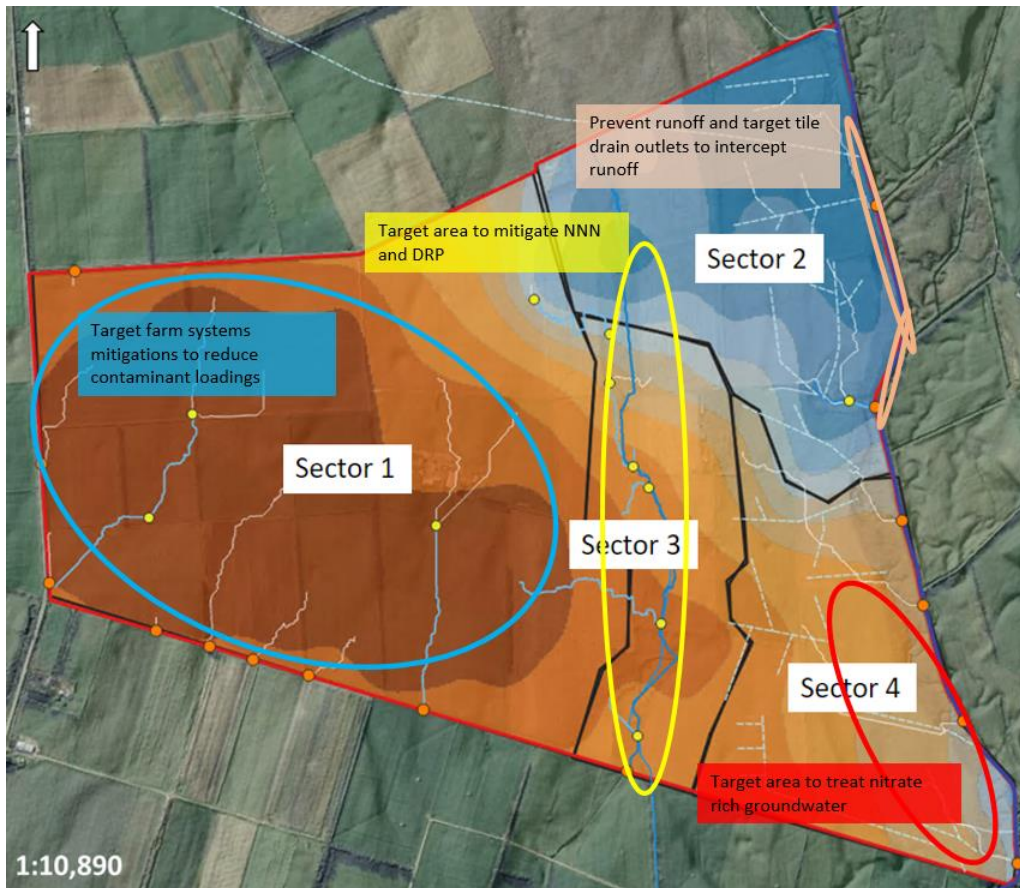 Prevent runoff and target tile
drain outlets to intercept
runoff
Target area to mitigate NNN
and DRP
Sector 2
Target farm systems
mitigations to reduce
contaminant loadings
Sector 1
Sector 3
Sector 4
Target area to treat nitrate
rich groundwater
1:10,890